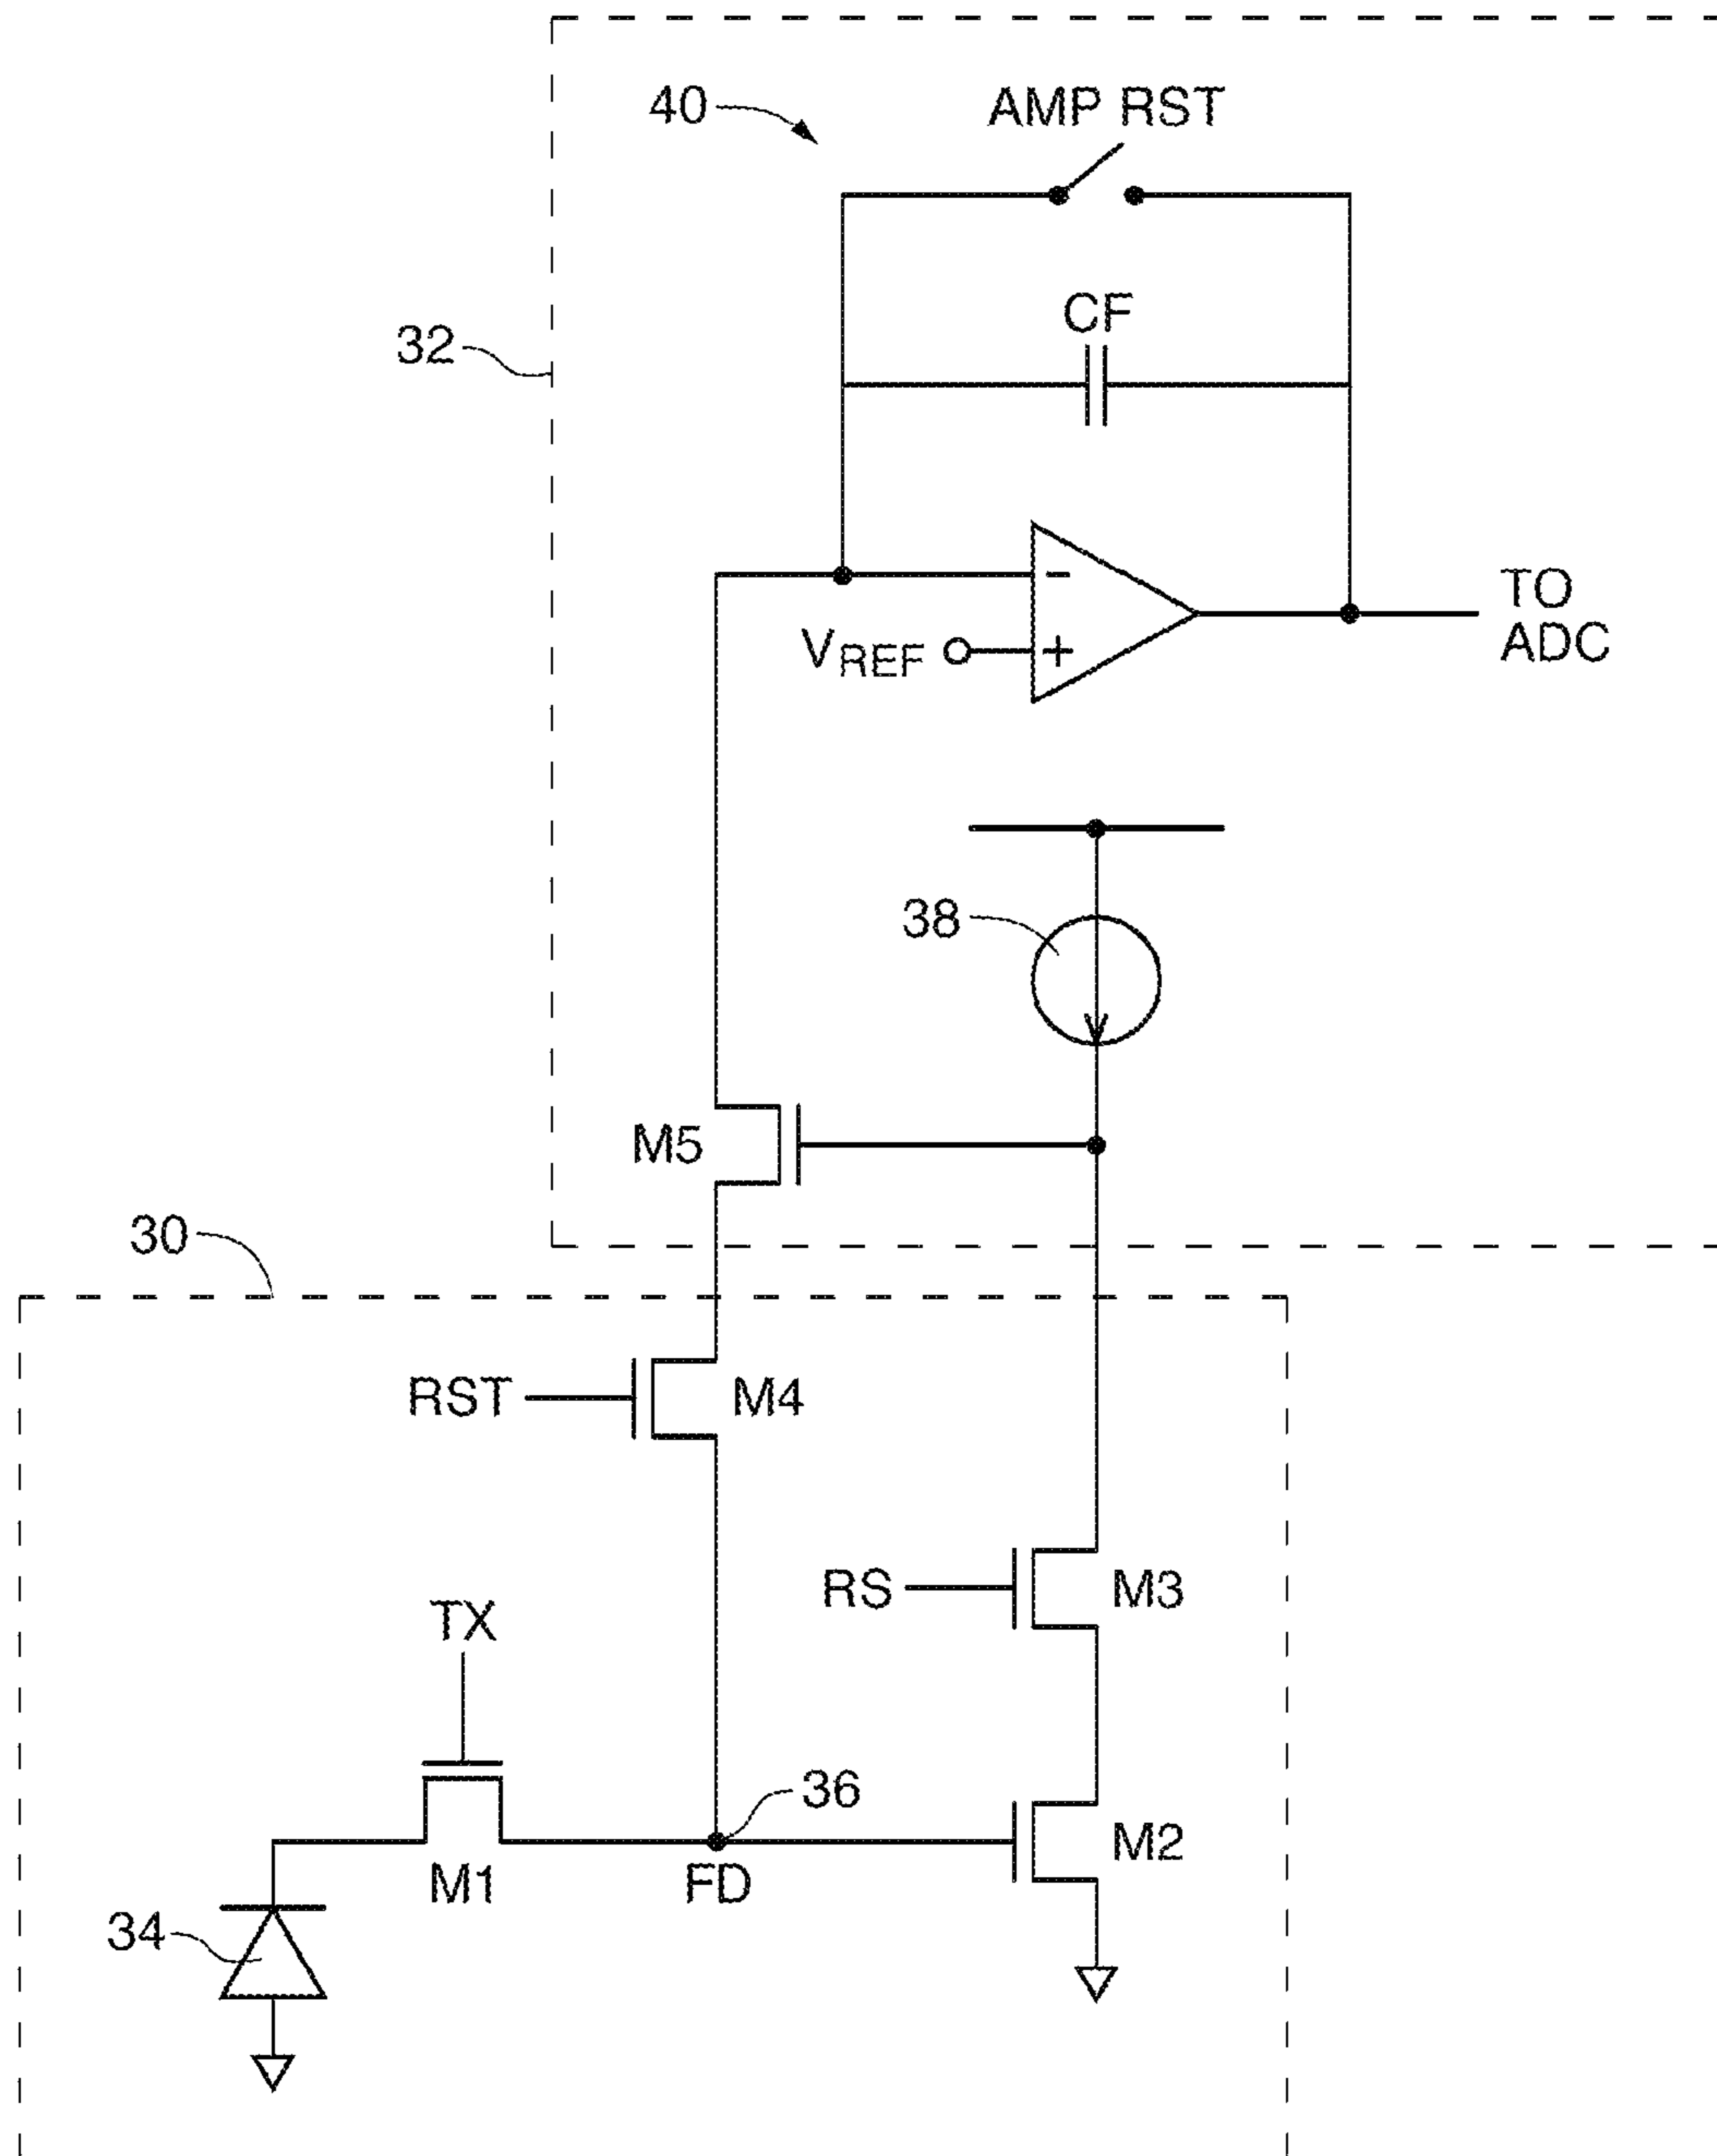 40
AMP RST
32
CF
-
VREF
+
TO
ADC
38
M5
30
RST
M4
RS
M3
TX
36
M1
FD
M2
34